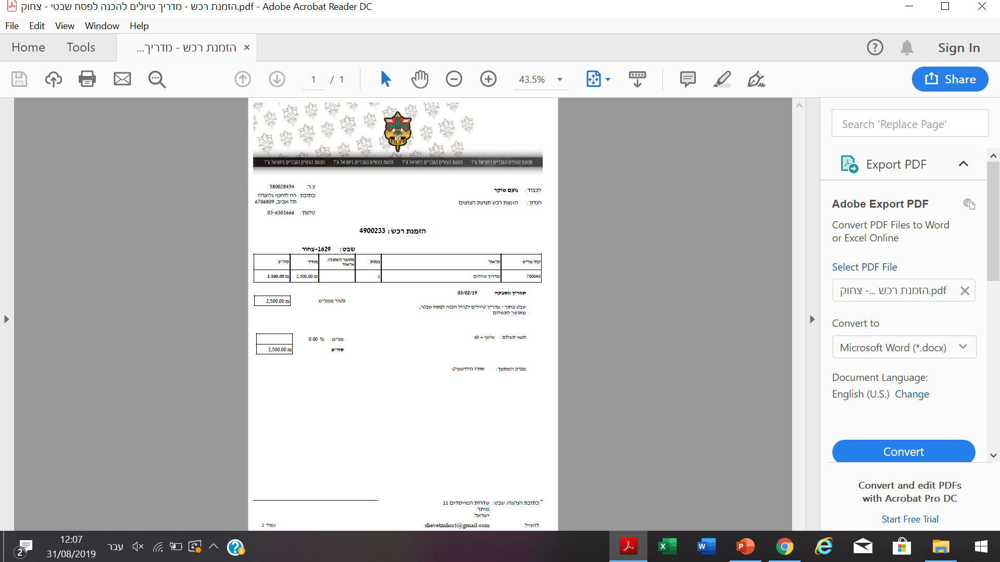 הזמנת רכש - מדריך טיולים להכנה לפסח שבטי - צחוק.pdf - Adobe Acrobat Reader DC
File Edit View Window Help
Home Tools הזמנת רכש - מדריך... ×
Sign In
1 / 1
43.5%
Share
תנועת הצופים העבריים בישראל ע"ר תנועת הצופים העבריים בישראל ע"ר תנועת הצופים העבריים בישראל ע"ר תנועת הצופים העבריים בישראל ע"ר
לכבוד : נועם טוקר
הנדון : הזמנת רכש תנועת הצופים
ע.ר. 580028454
כתובת : רח לוחמי גליפולי
תל אביב, 6706809
טלפון : 03-6303666
הזמנת רכש : 4900233
שבט : 1629-צחור
קוד פריט תיאור כמות מספר הזמנה/ אישור מחיר סה"כ
700040 מדריך טיולים 1 2,500.00 ₪ 2,500.00 ₪
תאריך אספקה 03/02/19
פטור ממע"מ 2,500.00 ₪
שבט צחור - מדריך טיולים לטיול הכנה לפסח שבטי,
מאושר לתשלום
תנאי תשלום : שוטף + 60
מע"מ % 0.00
סה"כ 2,500.00 ₪
מפיק המסמך : סתיו גולדשמיט
כתובת הנהגה/ שבט : שדרות המייסדים 11
מיתר
ישראל
דוא"ל shevetzahor1@gmail.com
עמוד 1
Search 'Replace Page'
Export PDF
Adobe Export PDF
Convert PDF Files to Word
or Excel Online
Select PDF File
הזמנת רכש ...- צחוק.pdf
Convert to
Microsoft Word (*.docx)
Document Language:
English (U.S.) Change
Convert
Convert and edit PDFs
with Acrobat Pro DC
Start Free Trial
2
12:07
31/08/2019
עבר